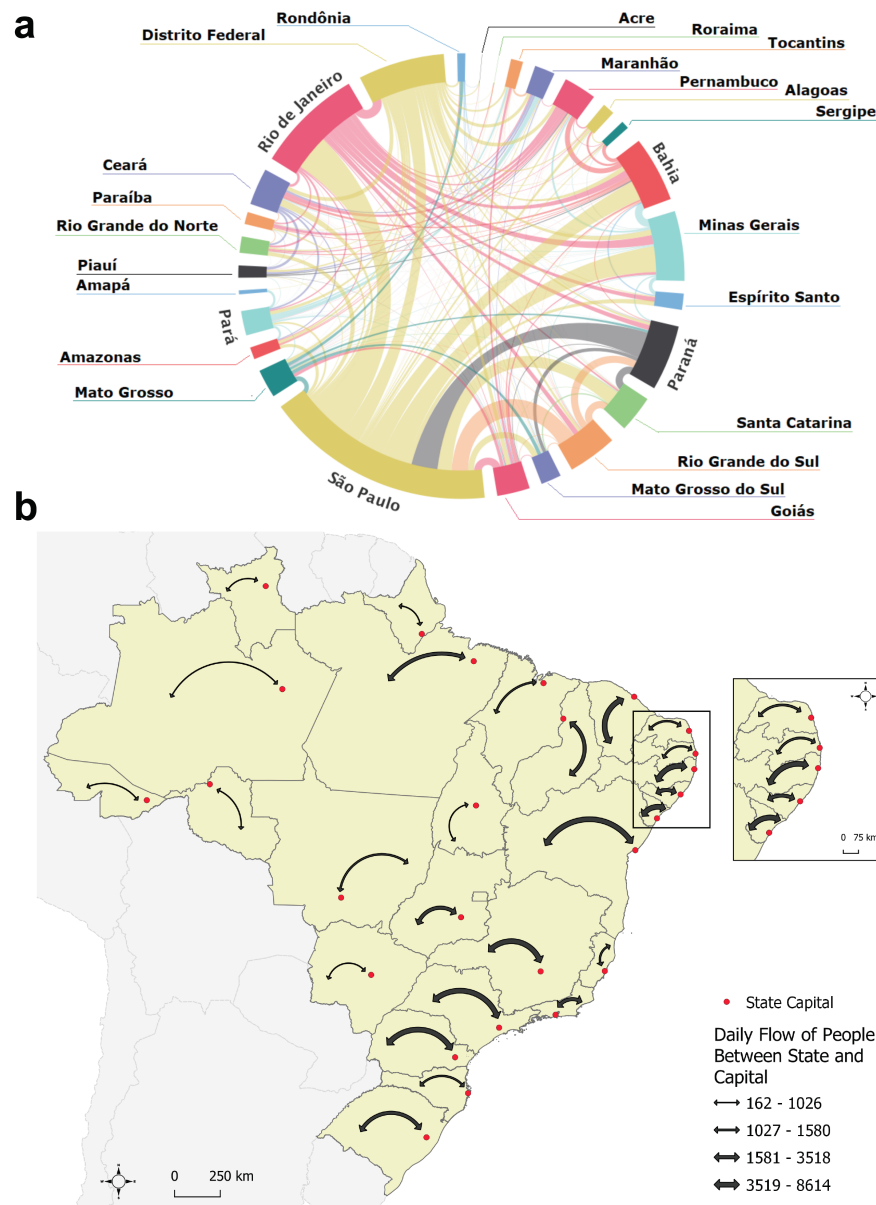 a
Rondônia
Acre
Distrito Federal
Roraima
Tocantins
Maranhão
Pernambuco
Alagoas
Sergipe
Rio de Janeiro
Bahia
Ceará
Paraíba
Rio Grande do Norte
Minas Gerais
Piauí
Amapá
Espírito Santo
Pará
Paraná
Amazonas
Mato Grosso
Santa Catarina
Rio Grande do Sul
São Paulo
Mato Grosso do Sul
Goiás
b
0 75 km
State Capital
Daily Flow of People
Between State and
Capital
162 - 1026
1027 - 1580
1581 - 3518
3519 - 8614
0 250 km